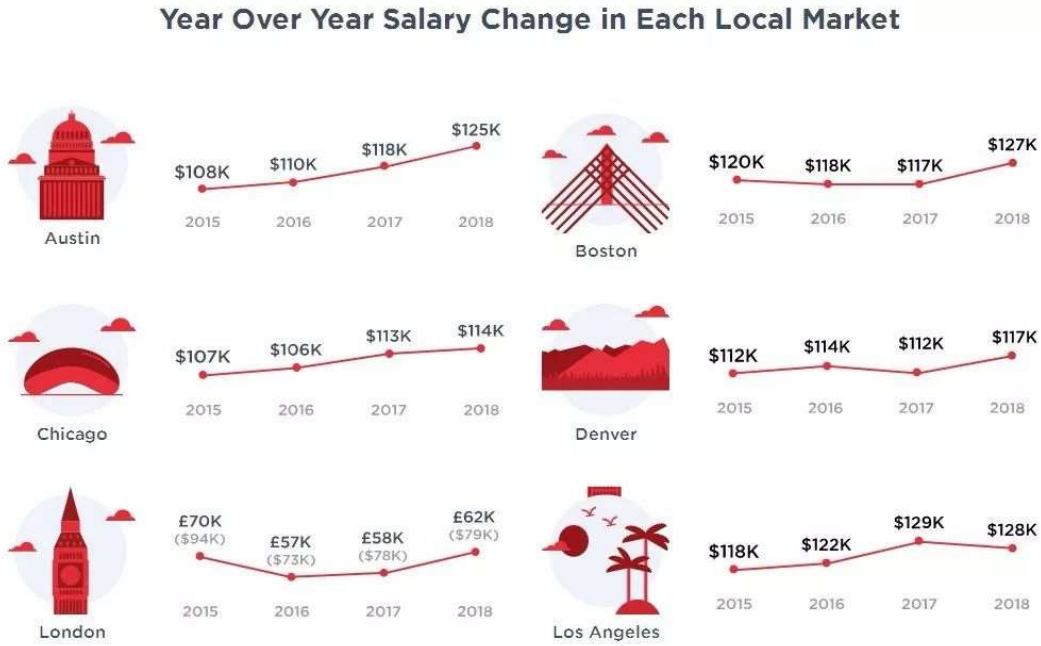 Year Over Year Salary Change in Each Local Market
$108K $110K $118K $125K
2015 2016 2017 2018
Austin
$120K $118K $117K $127K
2015 2016 2017 2018
Boston
$107K $106K $113K $114K
2015 2016 2017 2018
Chicago
$112K $114K $112K $117K
2015 2016 2017 2018
Denver
£70K £57K £58K £62K
($94K) ($73K) ($78K) ($79K)
2015 2016 2017 2018
London
$118K $122K $129K $128K
2015 2016 2017 2018
Los Angeles